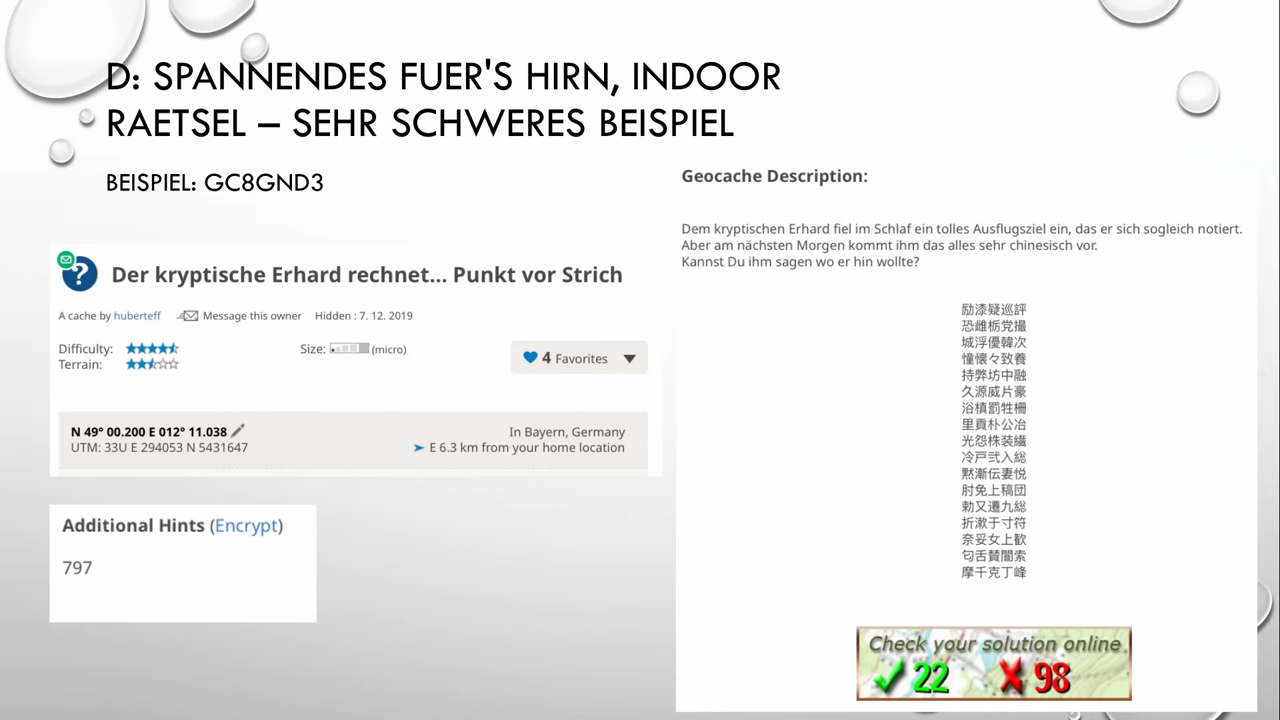 D: SPANNENDES FUER'S HIRN, INDOOR
RAETSEL – SEHR SCHWERES BEISPIEL
BEISPIEL: GC8GND3
Der kryptische Erhard rechnet... Punkt vor Strich
A cache by huberteff Message this owner Hidden : 7. 12. 2019
Difficulty:
Terrain:
Size: (micro)
4 Favorites
N 49° 00.200 E 012° 11.038
UTM: 33U E 294053 N 5431647
In Bayern, Germany
E 6.3 km from your home location
Additional Hints (Encrypt)
797
Geocache Description:
Dem kryptischen Erhard fiel im Schlaf ein tolles Ausflugsziel ein, das er sich sogleich notiert.
Aber am nächsten Morgen kommt ihm das alles sehr chinesisch vor.
Kannst Du ihm sagen wo er hin wollte?
励漆疑巡評
恐雌栃党撮
城浮優韓次
憧懐々致養
持弊坊中融
久源威片豪
浴槙罰牲柵
里貢朴公冶
光怨株装繊
冷戸弐入総
黙漸伝妻悦
肘免上稿団
勅又遷九総
折漱于寸符
奈妥女上歓
匂舌賛闇索
摩千克丁峰
Check your solution online.
22 98